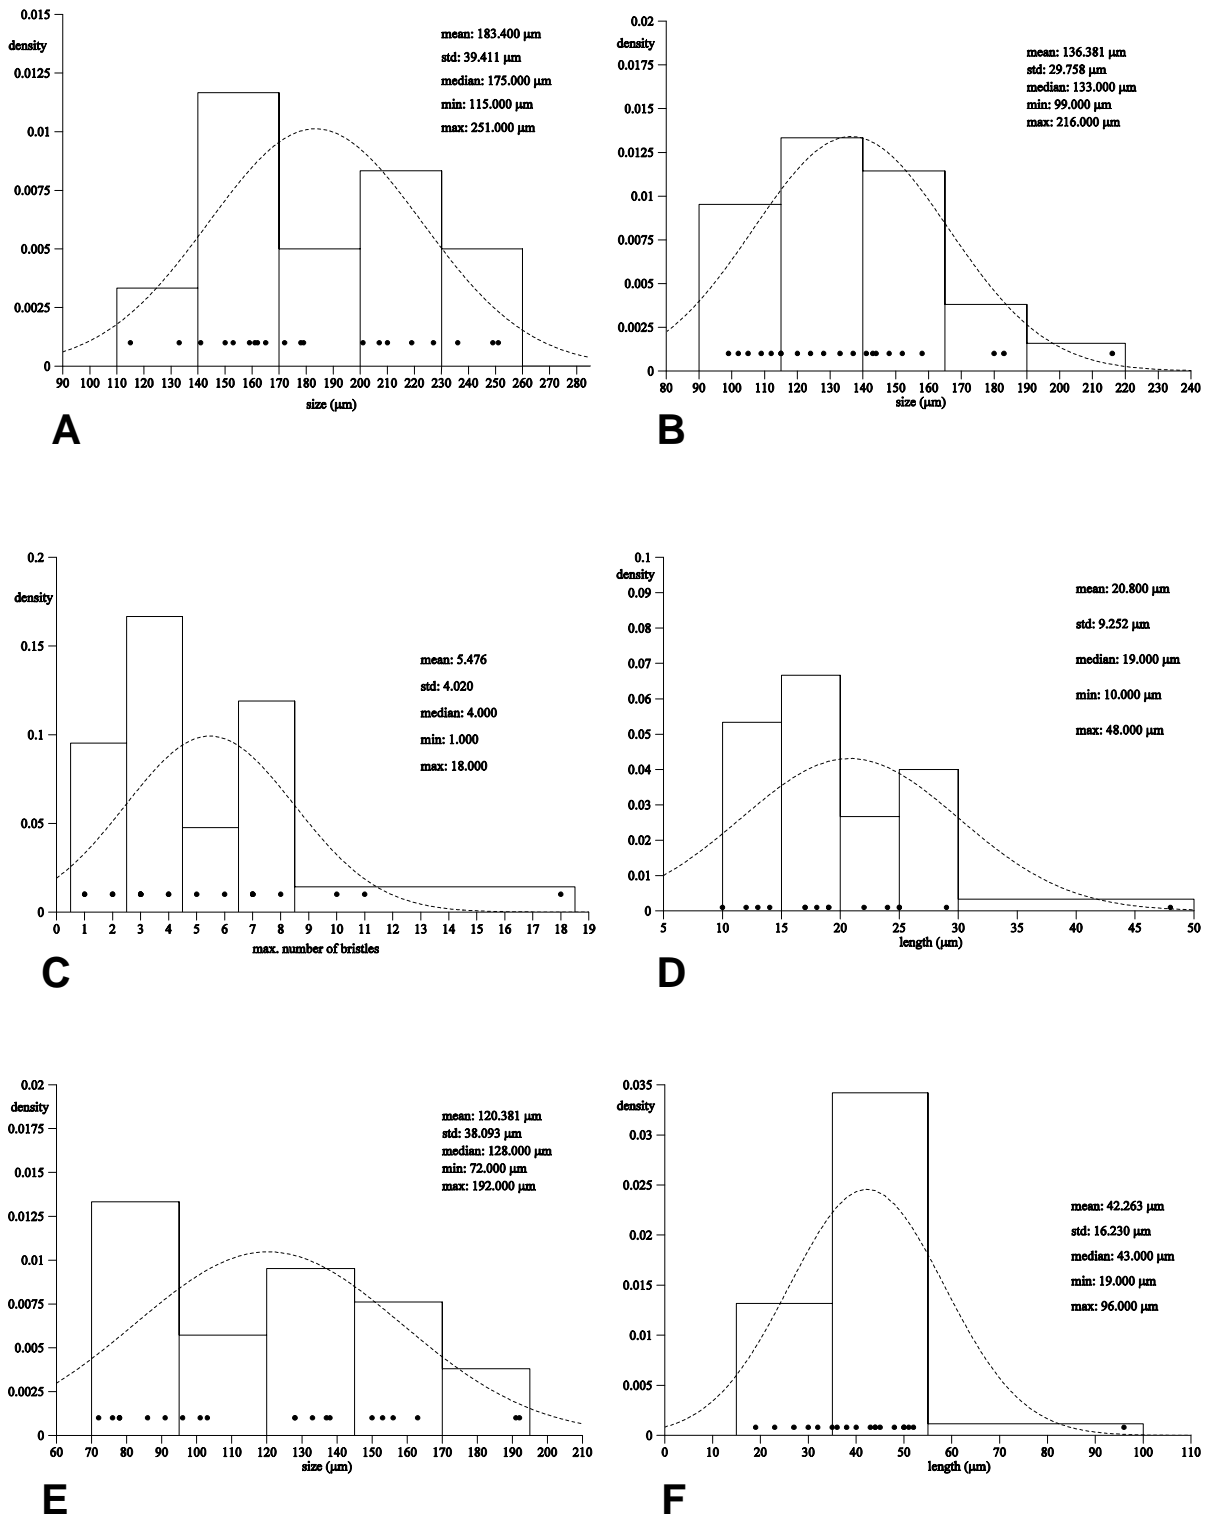 0.015
density
0.0125
0.01
0.0075
0.005
0.0025
0
90 100 110 120 130 140 150 160 170 180 190 200 210 220 230 240 250 260 270 280
size (μm)
mean: 183.400 μm
std: 39.411 μm
median: 175.000 μm
min: 115.000 μm
max: 251.000 μm
A
0.02
density
0.0175
0.015
0.0125
0.01
0.0075
0.005
0.0025
0
80 90 100 110 120 130 140 150 160 170 180 190 200 210 220 230 240
size (μm)
mean: 136.381 μm
std: 29.758 μm
median: 133.000 μm
min: 99.000 μm
max: 216.000 μm
B
0.2
density
0.15
0.1
0.05
0
0 1 2 3 4 5 6 7 8 9 10 11 12 13 14 15 16 17 18 19
max. number of bristles
mean: 5.476
std: 4.020
median: 4.000
min: 1.000
max: 18.000
C
0.1
density
0.09
0.08
0.07
0.06
0.05
0.04
0.03
0.02
0.01
0
5 10 15 20 25 30 35 40 45 50
length (μm)
mean: 20.800 μm
std: 9.252 μm
median: 19.000 μm
min: 10.000 μm
max: 48.000 μm
D
0.02
density
0.0175
0.015
0.0125
0.01
0.0075
0.005
0.0025
0
60 70 80 90 100 110 120 130 140 150 160 170 180 190 200 210
size (μm)
mean: 120.381 μm
std: 38.093 μm
median: 128.000 μm
min: 72.000 μm
max: 192.000 μm
E
0.035
density
0.03
0.025
0.02
0.015
0.01
0.005
0
0 10 20 30 40 50 60 70 80 90 100 110
length (μm)
mean: 42.263 μm
std: 16.230 μm
median: 43.000 μm
min: 19.000 μm
max: 96.000 μm
F